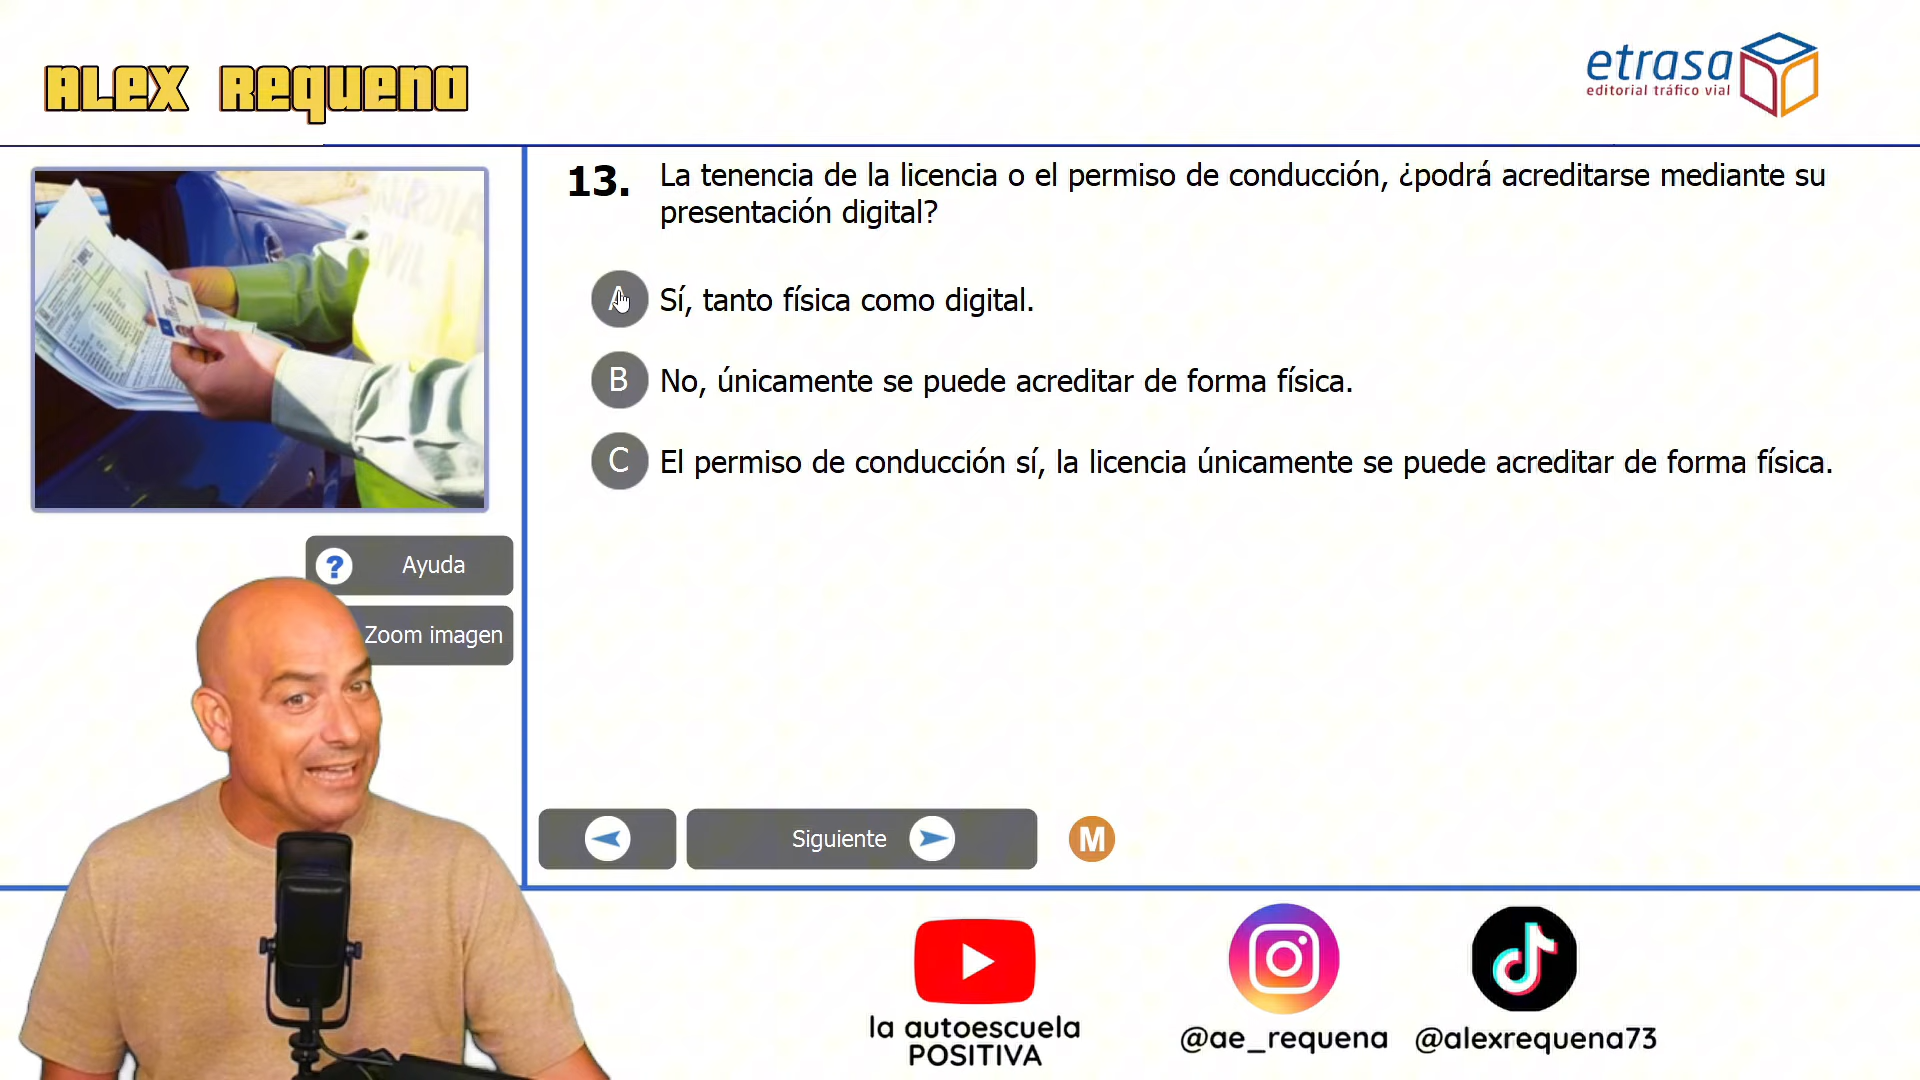 ALEX REQUENA
etrasa
editorial tráfico vial
13. La tenencia de la licencia o el permiso de conducción, ¿podrá acreditarse mediante su
presentación digital?
A Sí, tanto física como digital.
B No, únicamente se puede acreditar de forma física.
C El permiso de conducción sí, la licencia únicamente se puede acreditar de forma física.
? Ayuda
Zoom imagen
Siguiente
M
la autoescuela
POSITIVA
@ae_requena
@alexrequena73